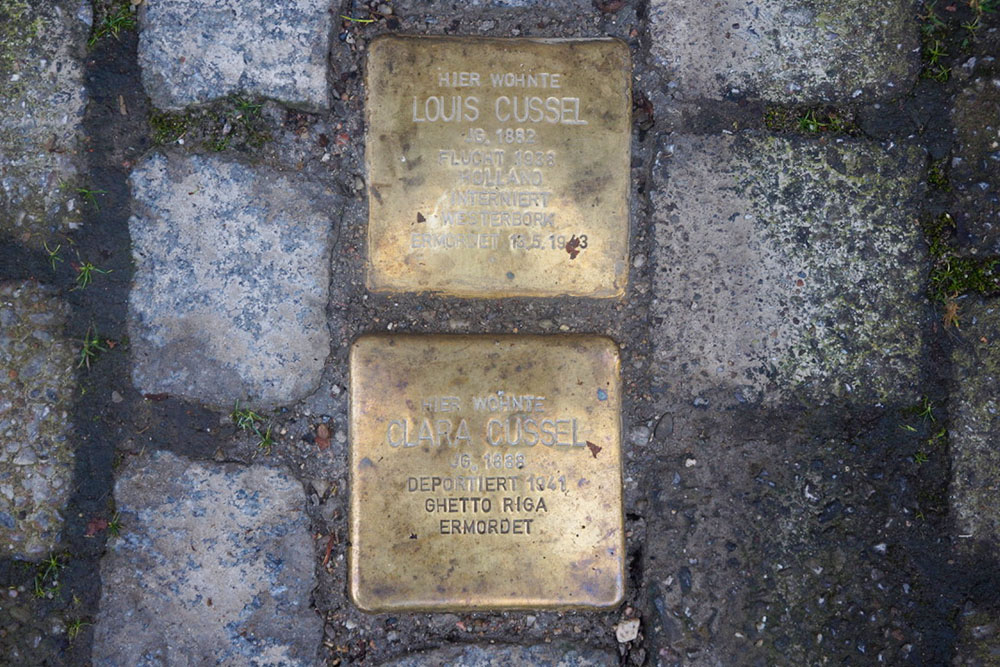 HIER WOHNTE
LOUIS CUSSEL
JG. 1882
FLUCHT 1938
HOLLAND
INTERNIERT
WESTERBORK
ERMORDET 13.5.1943
HIER WOHNTE
CLARA CUSSEL
JG. 1888
DEPORTIERT 1941
GHETTO RIGA
ERMORDET